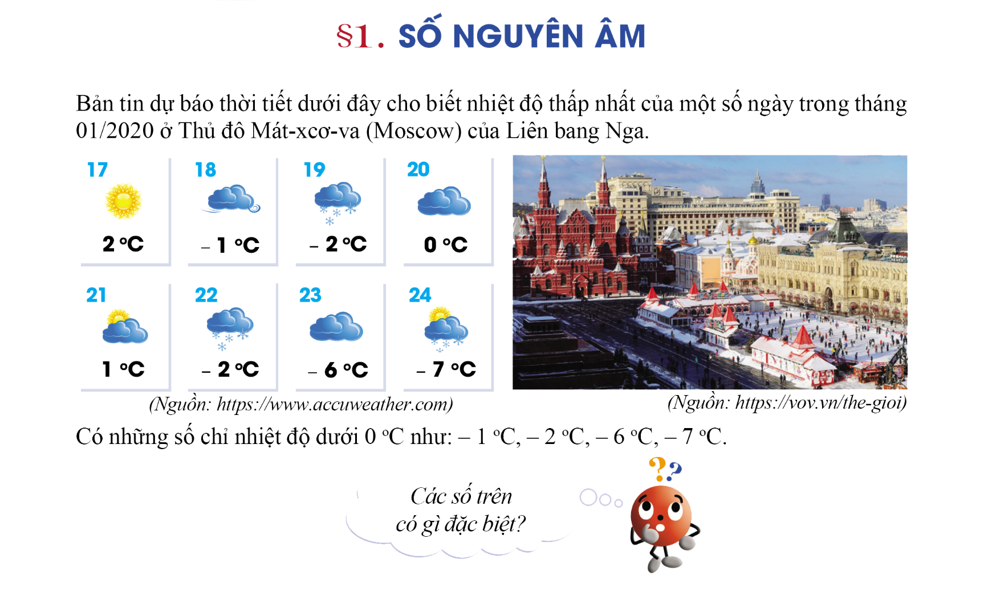 §1. SỐ NGUYÊN ÂM
Bản tin dự báo thời tiết dưới đây cho biết nhiệt độ thấp nhất của một số ngày trong tháng
01/2020 ở Thủ đô Mát-xcơ-va (Moscow) của Liên bang Nga.
17 18 19 20
2 °C – 1 °C – 2 °C 0 °C
21 22 23 24
1 °C – 2 °C – 6 °C – 7 °C
(Nguồn: https://www.accuweather.com) (Nguồn: https://vov.vn/the-gioi)
Có những số chỉ nhiệt độ dưới 0 °C như: – 1 °C, – 2 °C, – 6 °C, – 7 °C.
??
Các số trên
có gì đặc biệt?